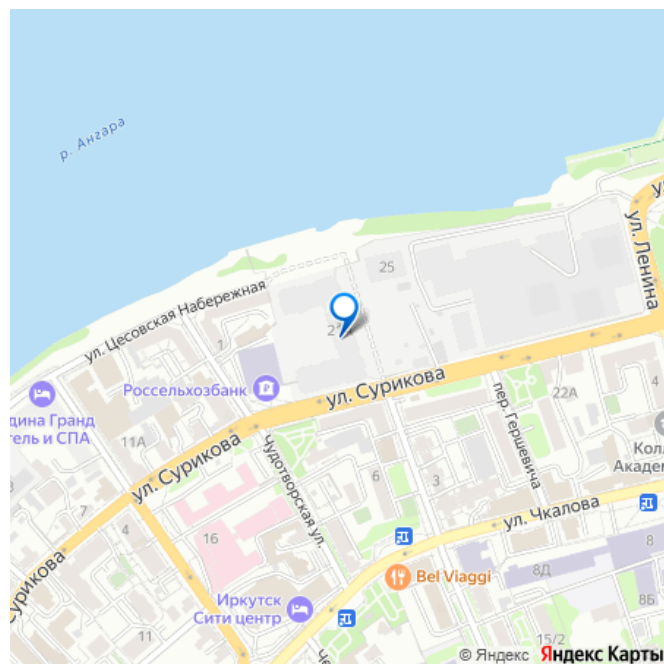 р. Ангара
ул. Ленина
25
ул. Цесовская Набережная
1
Россельхозбанк
ул. Сурикова
22А
4
пер. Гершевича
11А
ул. Сурикова
Чудотворская ул.
6
3
7
4
16
ул. Чкалова
8
8Д
Bel Viaggi
8Б
Иркутск
Сити центр
11
15/2
Сурикова
© Яндекс Яндекс Карты